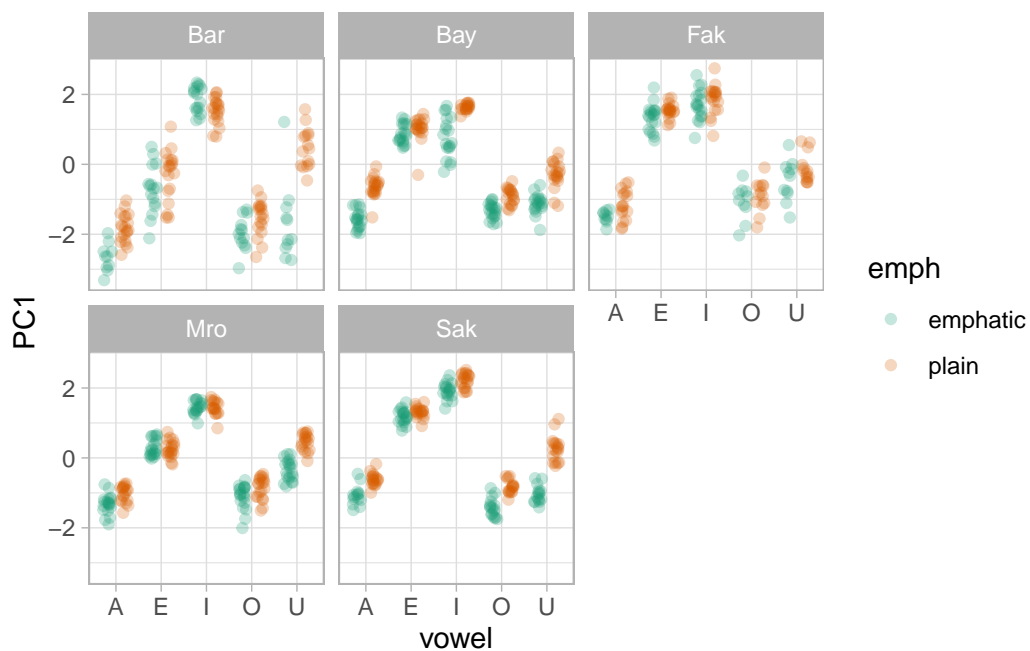 Bar
Bay
Fak
2
0
−2
A E I O U
Mro
Sak
2
0
−2
A E I O U
A E I O U
PC1
vowel
emph
emphatic
plain